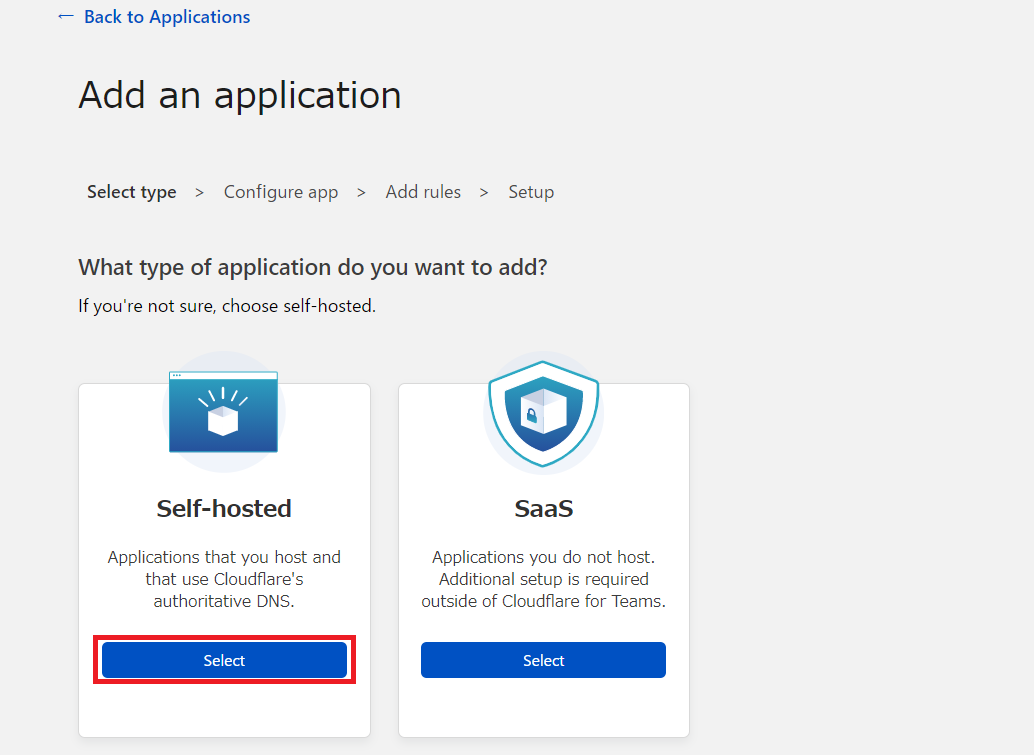 ← Back to Applications
Add an application
Select type > Configure app > Add rules > Setup
What type of application do you want to add?
If you're not sure, choose self-hosted.
Self-hosted
Applications that you host and
that use Cloudflare's
authoritative DNS.
Select
SaaS
Applications you do not host.
Additional setup is required
outside of Cloudflare for Teams.
Select